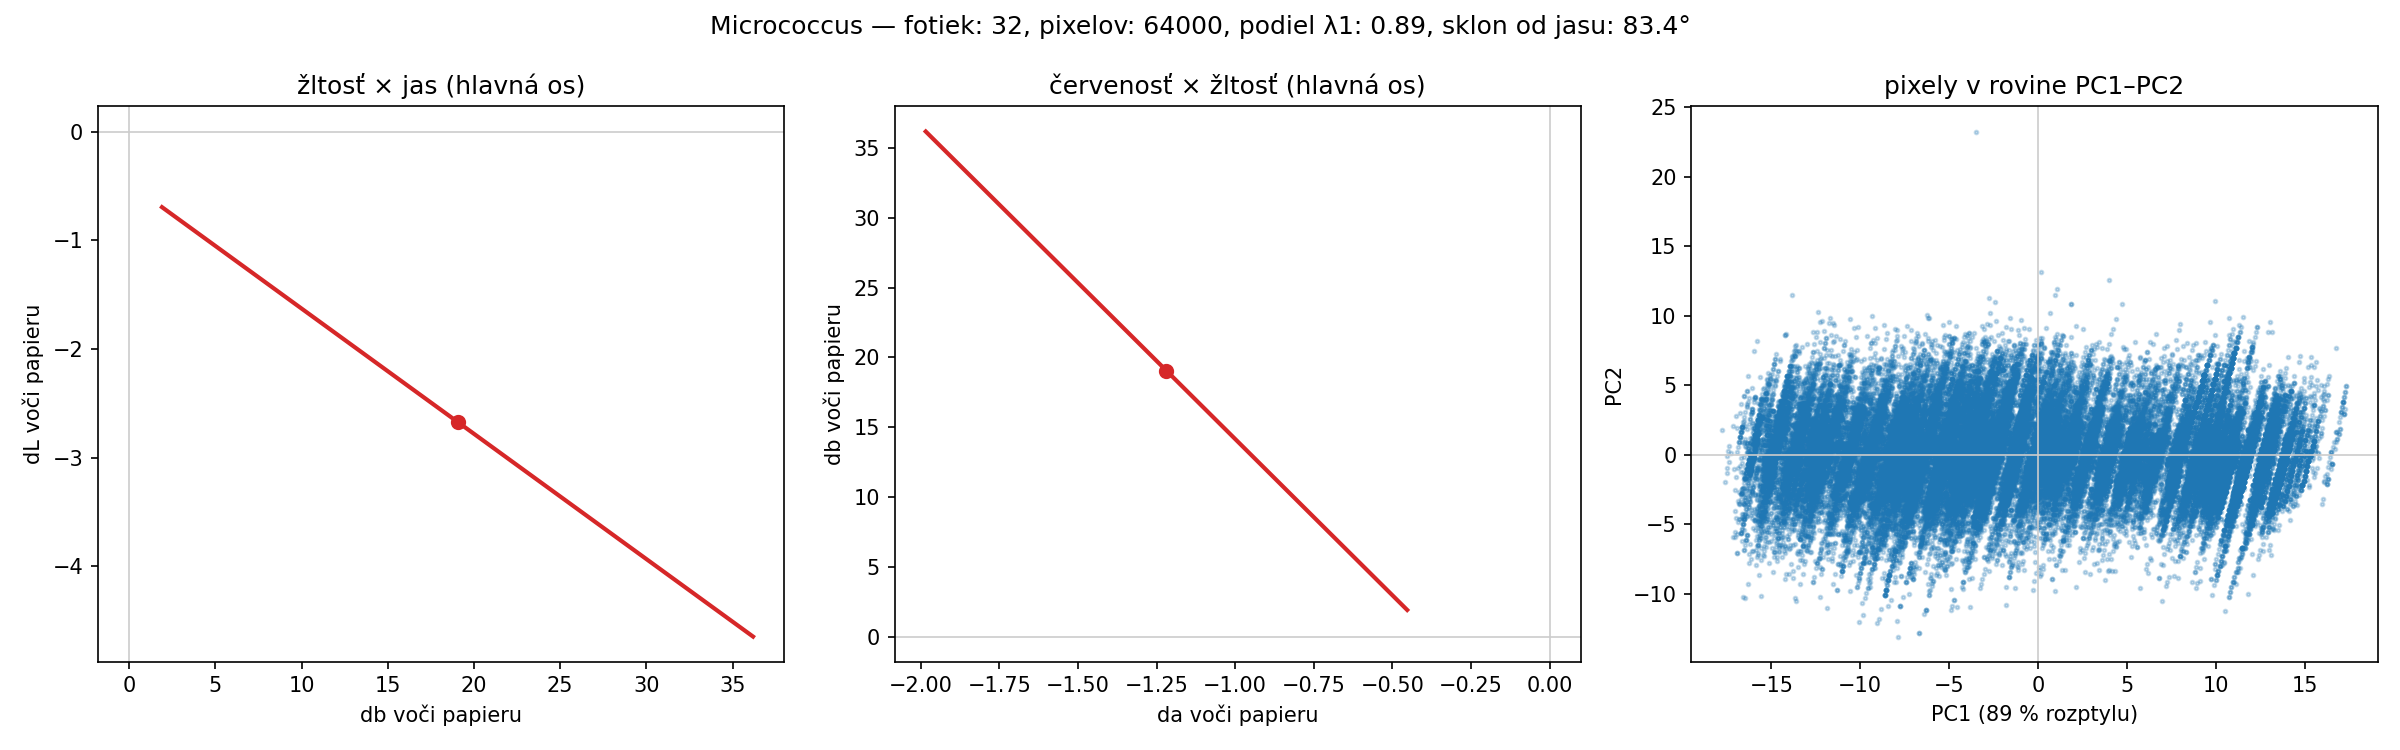 Micrococcus — fotiek: 32, pixelov: 64000, podiel λ1: 0.89, sklon od jasu: 83.4°
žltosť × jas (hlavná os)
0
−1
−2
−3
−4
dL voči papieru
0 5 10 15 20 25 30 35
db voči papieru
červenosť × žltosť (hlavná os)
35
30
25
20
15
10
5
0
db voči papieru
−2.00 −1.75 −1.50 −1.25 −1.00 −0.75 −0.50 −0.25 0.00
da voči papieru
pixely v rovine PC1–PC2
25
20
15
10
5
0
−5
−10
PC2
−15 −10 −5 0 5 10 15
PC1 (89 % rozptylu)